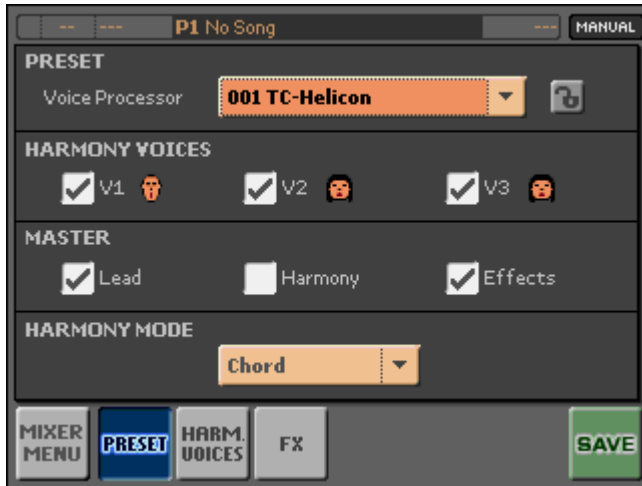 -- --- P1 No Song --- MANUAL
PRESET
Voice Processor 001 TC-Helicon
HARMONY VOICES
V1 V2 V3
MASTER
Lead Harmony Effects
HARMONY MODE
Chord
MIXER MENU PRESET HARM. VOICES FX SAVE